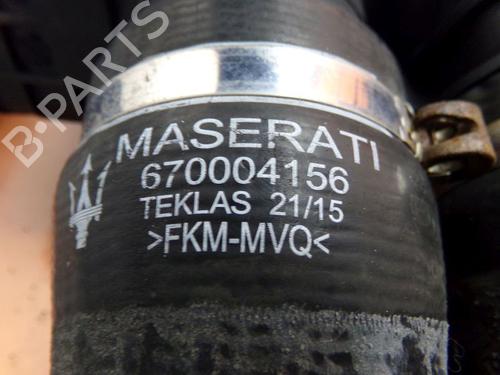 B-PARTS
MASERATI
670004156
TEKLAS 21/15
>FKM-MVQ<